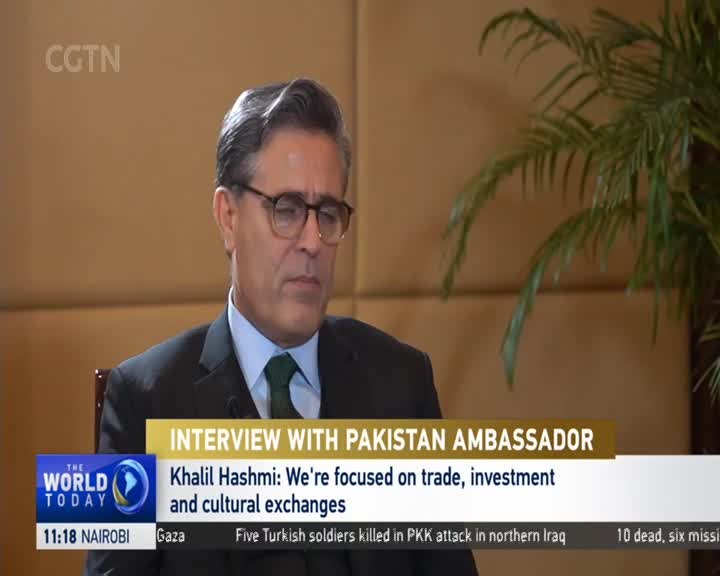 CGTN
INTERVIEW WITH PAKISTAN AMBASSADOR
Khalil Hashmi: We're focused on trade, investment
and cultural exchanges
THE
WORLD
TODAY
11:18 NAIROBI
Gaza Five Turkish soldiers killed in PKK attack in northern Iraq 10 dead, six missi